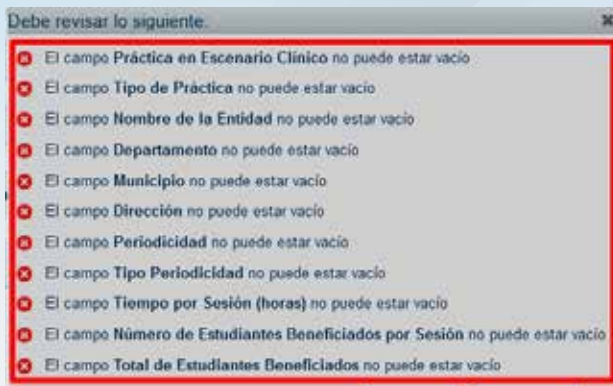 Debe revisar lo siguiente.
El campo Práctica en Escenario Clínico no puede estar vacío
El campo Tipo de Práctica no puede estar vacío
El campo Nombre de la Entidad no puede estar vacío
El campo Departamento no puede estar vacío
El campo Municipio no puede estar vacío
El campo Dirección no puede estar vacío
El campo Periodicidad no puede estar vacío
El campo Tipo Periodicidad no puede estar vacío
El campo Tiempo por Sesión (horas) no puede estar vacío
El campo Número de Estudiantes Beneficiados por Sesión no puede estar vacío
El campo Total de Estudiantes Beneficiados no puede estar vacío